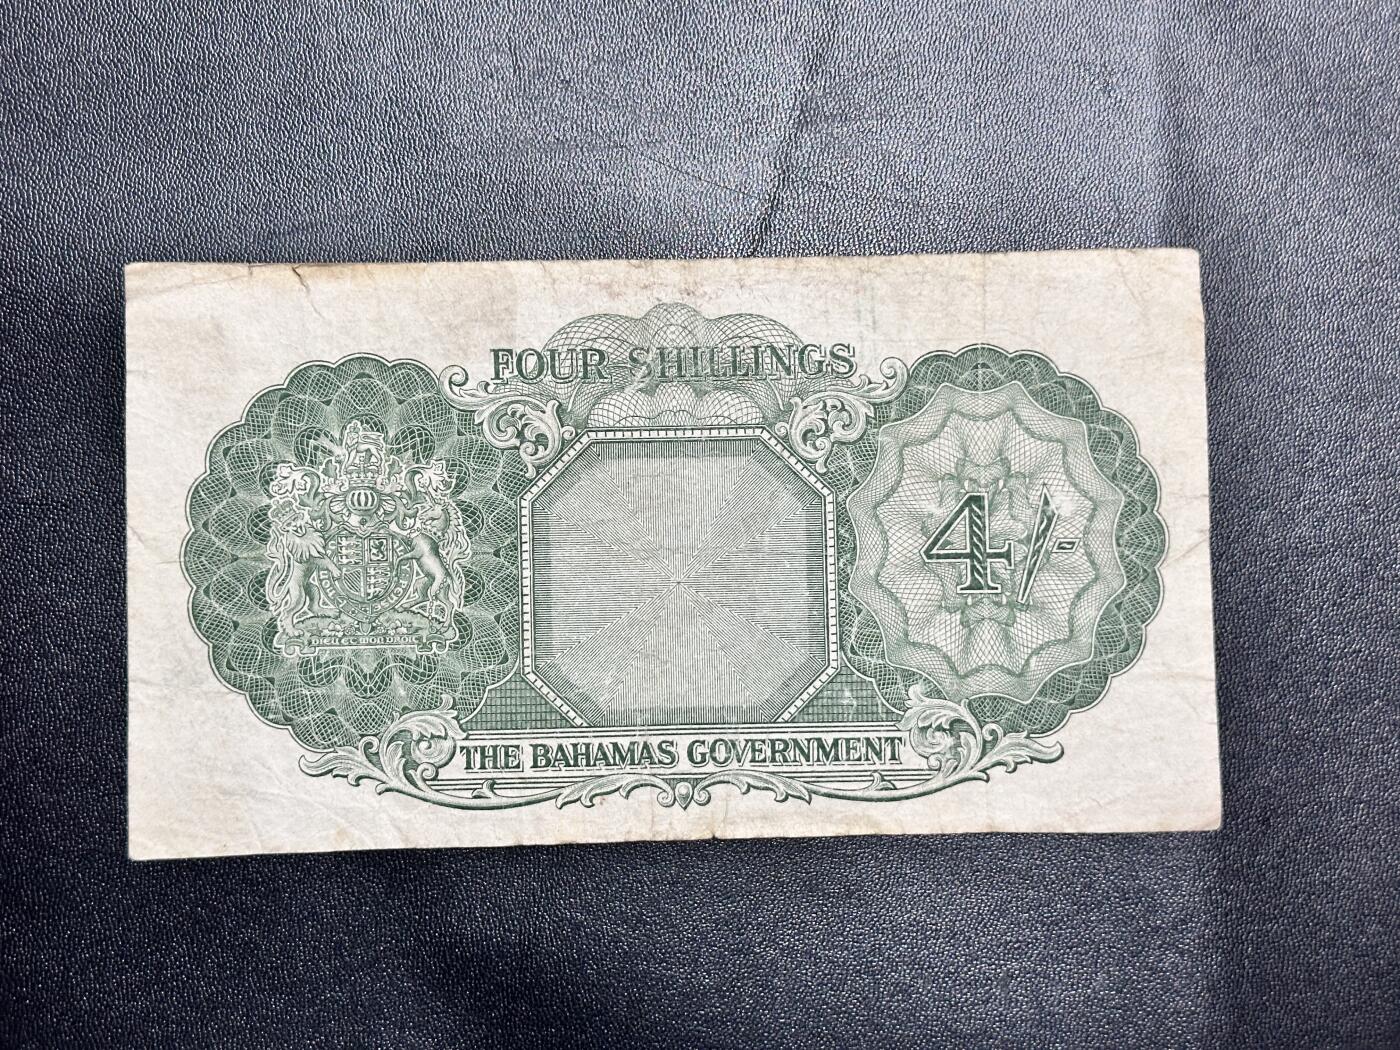 FOUR SHILLINGS
4/-
DIEU ET MON DROIT
THE BAHAMAS GOVERNMENT